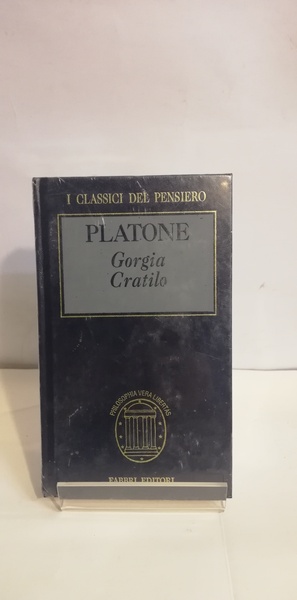 I CLASSICI DEL PENSIERO
PLATONE
Gorgia
Cratilo
PHILOSOPHIA VERA LIBERTAS
FABBRI EDITORI